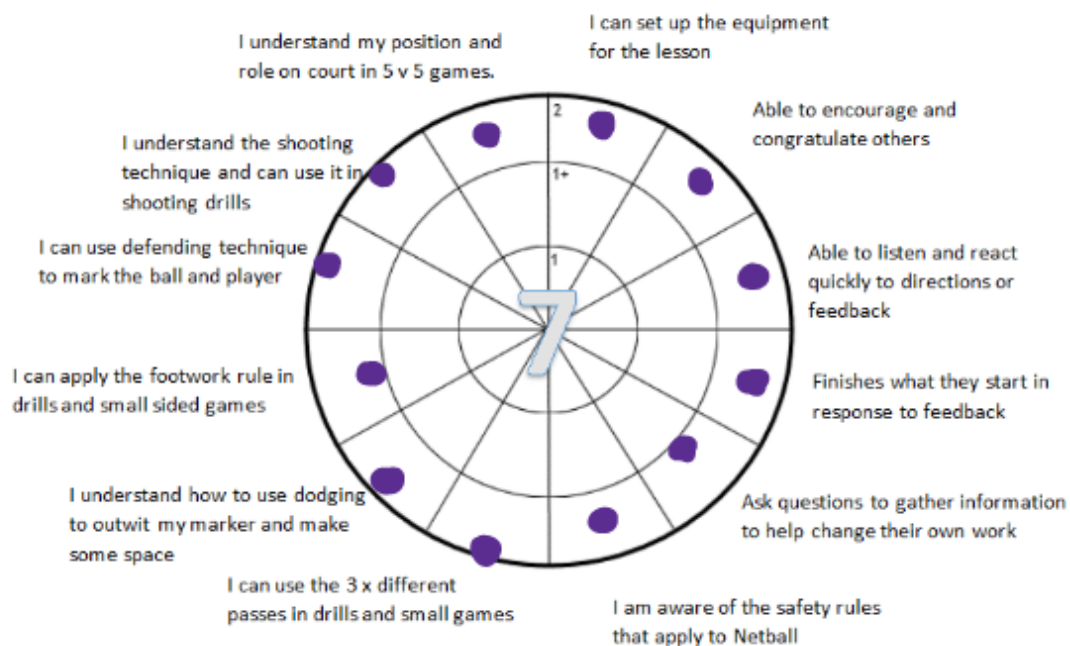 I can set up the equipment
for the lesson
I understand my position and
role on court in 5 v 5 games.
Able to encourage and
congratulate others
2
I understand the shooting
technique and can use it in
shooting drills
1+
I can use defending technique
to mark the ball and player
Able to listen and react
quickly to directions or
feedback
1
7
I can apply the footwork rule in
drills and small sided games
Finishes what they start in
response to feedback
I understand how to use dodging
to outwit my marker and make
some space
Ask questions to gather information
to help change their own work
I can use the 3 x different
passes in drills and small games
I am aware of the safety rules
that apply to Netball